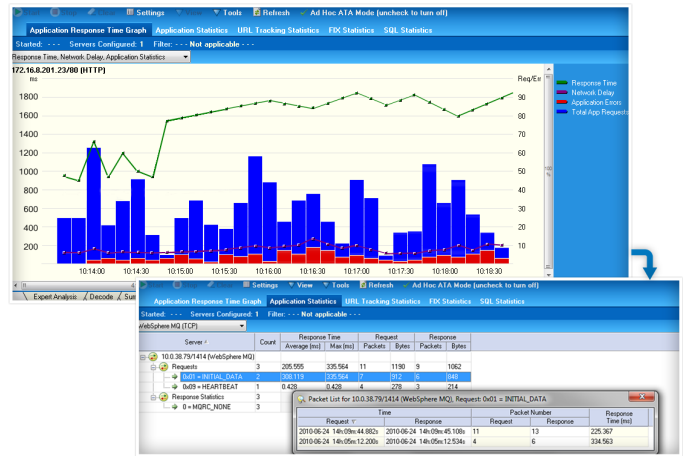 Settings View Tools Refresh Ad Hoc ATA Mode (uncheck to turn off)
Application Response Time Graph Application Statistics URL Tracking Statistics FIX Statistics SQL Statistics
Started: --- Servers Configured: 1 Filter: --- Not applicable ---
Response Time, Network Delay, Application Statistics
172.16.8.201.23/80 (HTTP)
ms Req/Err
1800 90
80
1600
1400 70
1200 60
50
1000
800 40
600 30
400 20
200 10
10:14:00 10:14:30 10:15:00 10:15:30 10:16:00 10:16:30 10:17:00 10:17:30 10:18:00 10:18:30
Response Time
Network Delay
Application Errors
Total App Requests
100
%
Expert Analysis Decode Sum
Settings View Tools Refresh Ad Hoc ATA Mode (uncheck to turn off)
Application Response Time Graph Application Statistics URL Tracking Statistics FIX Statistics SQL Statistics
Started: --- Servers Configured: 1 Filter: --- Not applicable ---
WebSphere MQ (TCP)
Server Count Response Time Request Response
Average (ms) Max (ms) Packets Bytes Packets Bytes
10.0.38.79/1414 (WebSphere MQ) 3
Requests 3 205.555 335.564 11 1190 9 1062
0x01 = INITIAL_DATA 2 308.119 335.564 7 912 6 848
0x09 = HEARTBEAT 1 0.428 0.428 4 278 3 214
Response Statistics 3
0 = MQRC_NONE 3
Packet List for 10.0.38.79/1414 (WebSphere MQ), Request: 0x01 = INITIAL_DATA
Time Packet Number Response
Time (ms)
Request Response Request Response
2010-06-24 14h:09m:44.882s 2010-06-24 14h:09m:45.108s 11 13 225.367
2010-06-24 14h:05m:12.200s 2010-06-24 14h:05m:12.534s 4 6 334.563